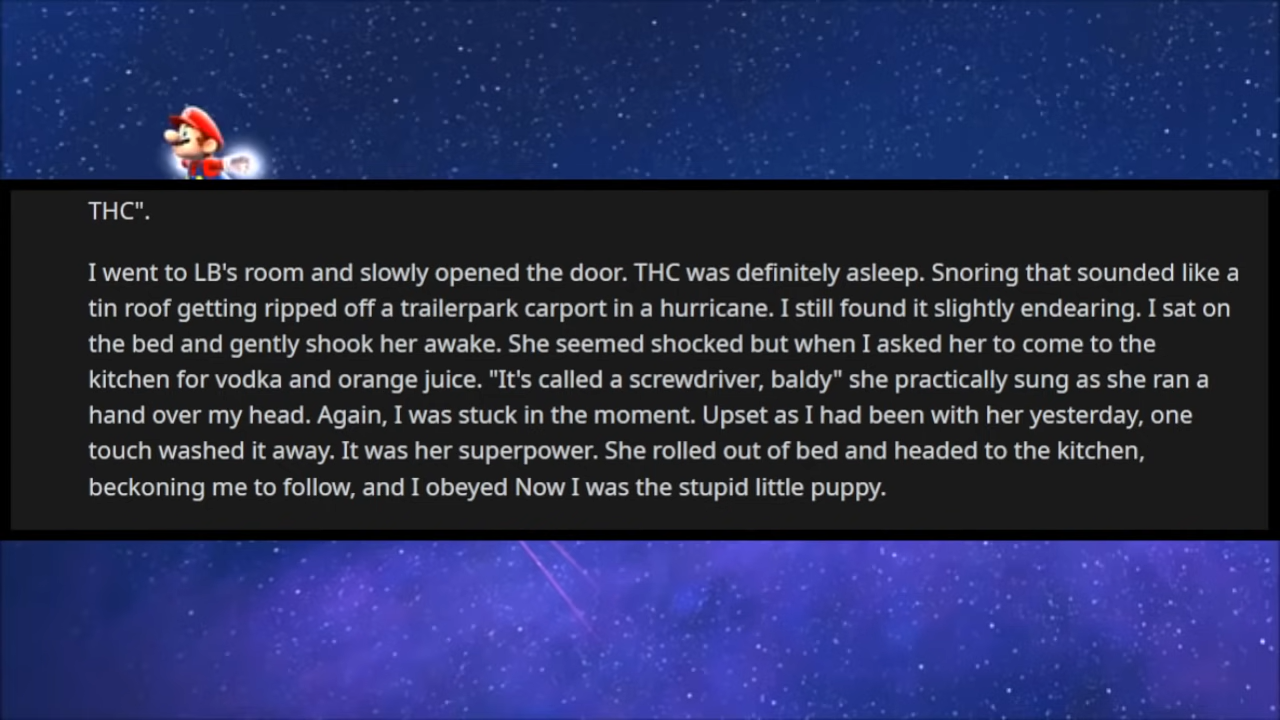 THC".
I went to LB's room and slowly opened the door. THC was definitely asleep. Snoring that sounded like a
tin roof getting ripped off a trailerpark carport in a hurricane. I still found it slightly endearing. I sat on
the bed and gently shook her awake. She seemed shocked but when I asked her to come to the
kitchen for vodka and orange juice. "It's called a screwdriver, baldy" she practically sung as she ran a
hand over my head. Again, I was stuck in the moment. Upset as I had been with her yesterday, one
touch washed it away. It was her superpower. She rolled out of bed and headed to the kitchen,
beckoning me to follow, and I obeyed Now I was the stupid little puppy.